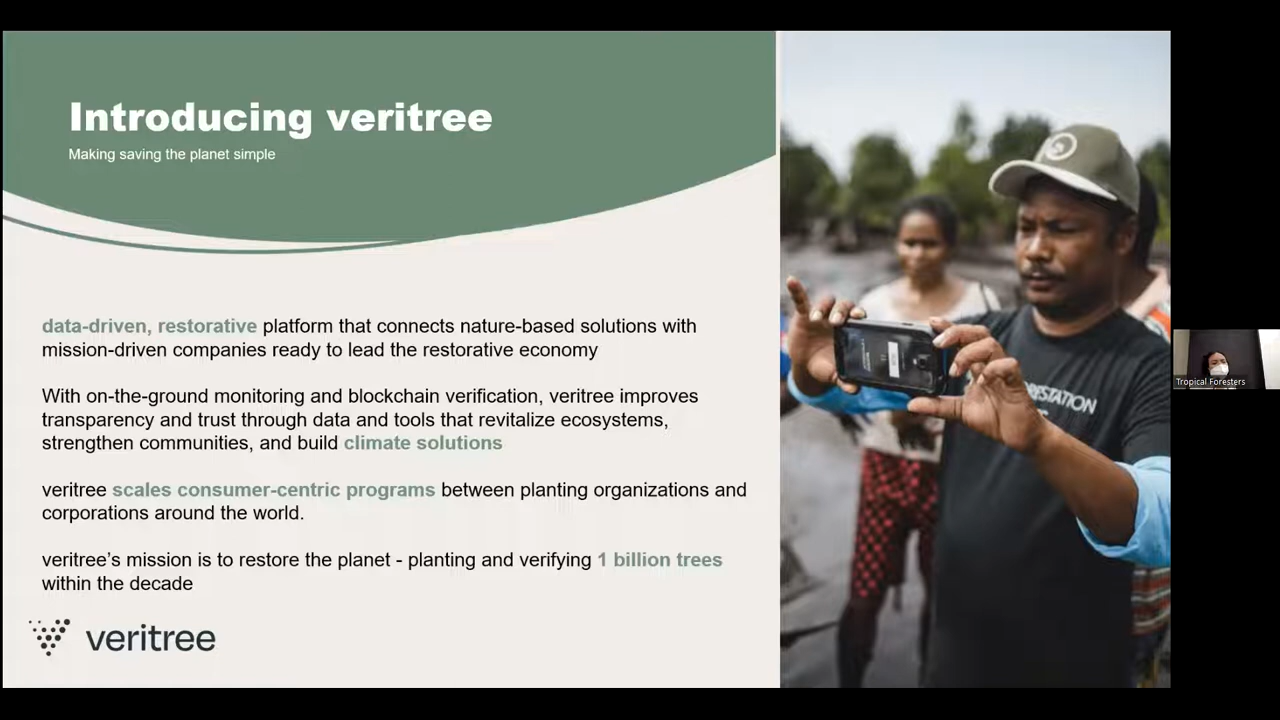 Introducing veritree
Making saving the planet simple
data-driven, restorative platform that connects nature-based solutions with
mission-driven companies ready to lead the restorative economy
With on-the-ground monitoring and blockchain verification, veritree improves
transparency and trust through data and tools that revitalize ecosystems,
strengthen communities, and build climate solutions
veritree scales consumer-centric programs between planting organizations and
corporations around the world.
veritree’s mission is to restore the planet - planting and verifying 1 billion trees
within the decade
veritree
Tropical Foresters